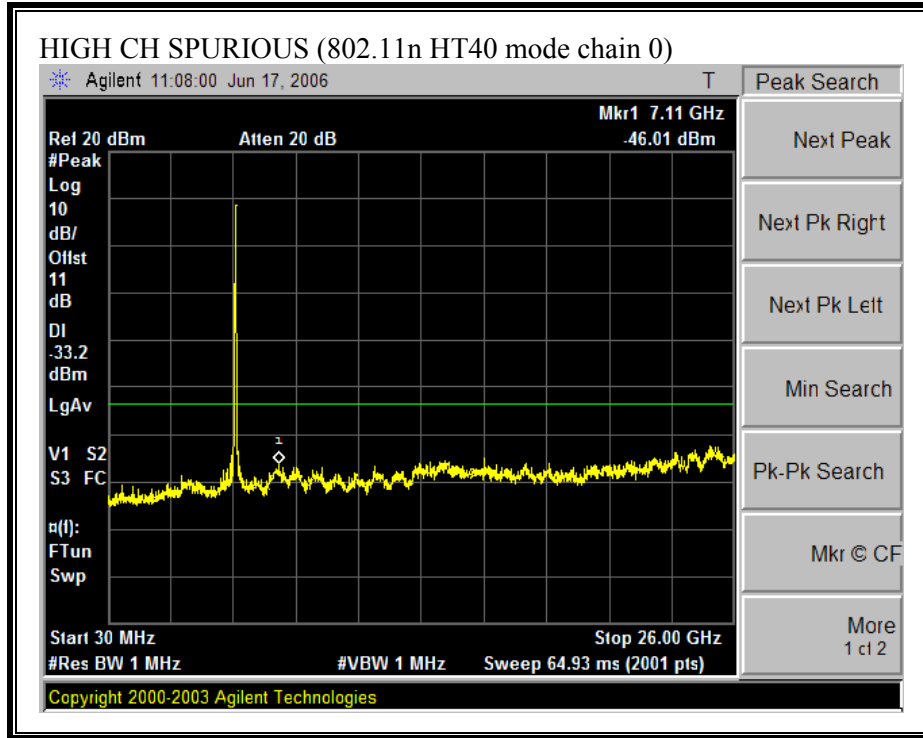 HIGH CH SPURIOUS (802.11n HT40 mode chain 0)
Agilent 11:08:00 Jun 17, 2006 T
Peak Search
Mkr1 7.11 GHz
Ref 20 dBm Atten 20 dB -46.01 dBm
#Peak
Log
10
dB/
Offst
11
dB
DI
-33.2
dBm
LgAv
V1 S2
S3 FC
¤(f):
FTun
Swp
1
Start 30 MHz Stop 26.00 GHz
#Res BW 1 MHz #VBW 1 MHz Sweep 64.93 ms (2001 pts)
Copyright 2000-2003 Agilent Technologies
Next Peak
Next Pk Right
Next Pk Left
Min Search
Pk-Pk Search
Mkr © CF
More
1 of 2